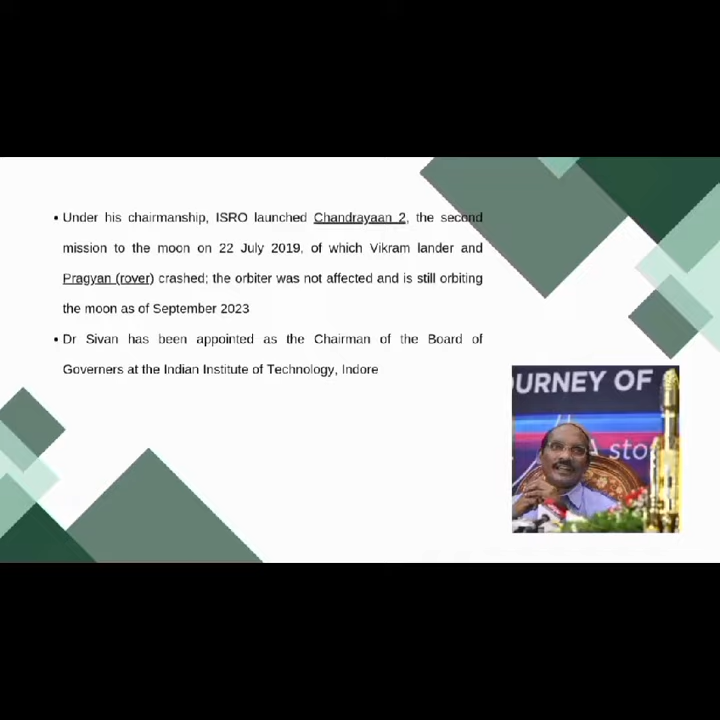 • Under his chairmanship, ISRO launched Chandrayaan 2, the second
mission to the moon on 22 July 2019, of which Vikram lander and
Pragyan (rover) crashed; the orbiter was not affected and is still orbiting
the moon as of September 2023
• Dr Sivan has been appointed as the Chairman of the Board of
Governers at the Indian Institute of Technology, Indore
OURNEY OF
A sto